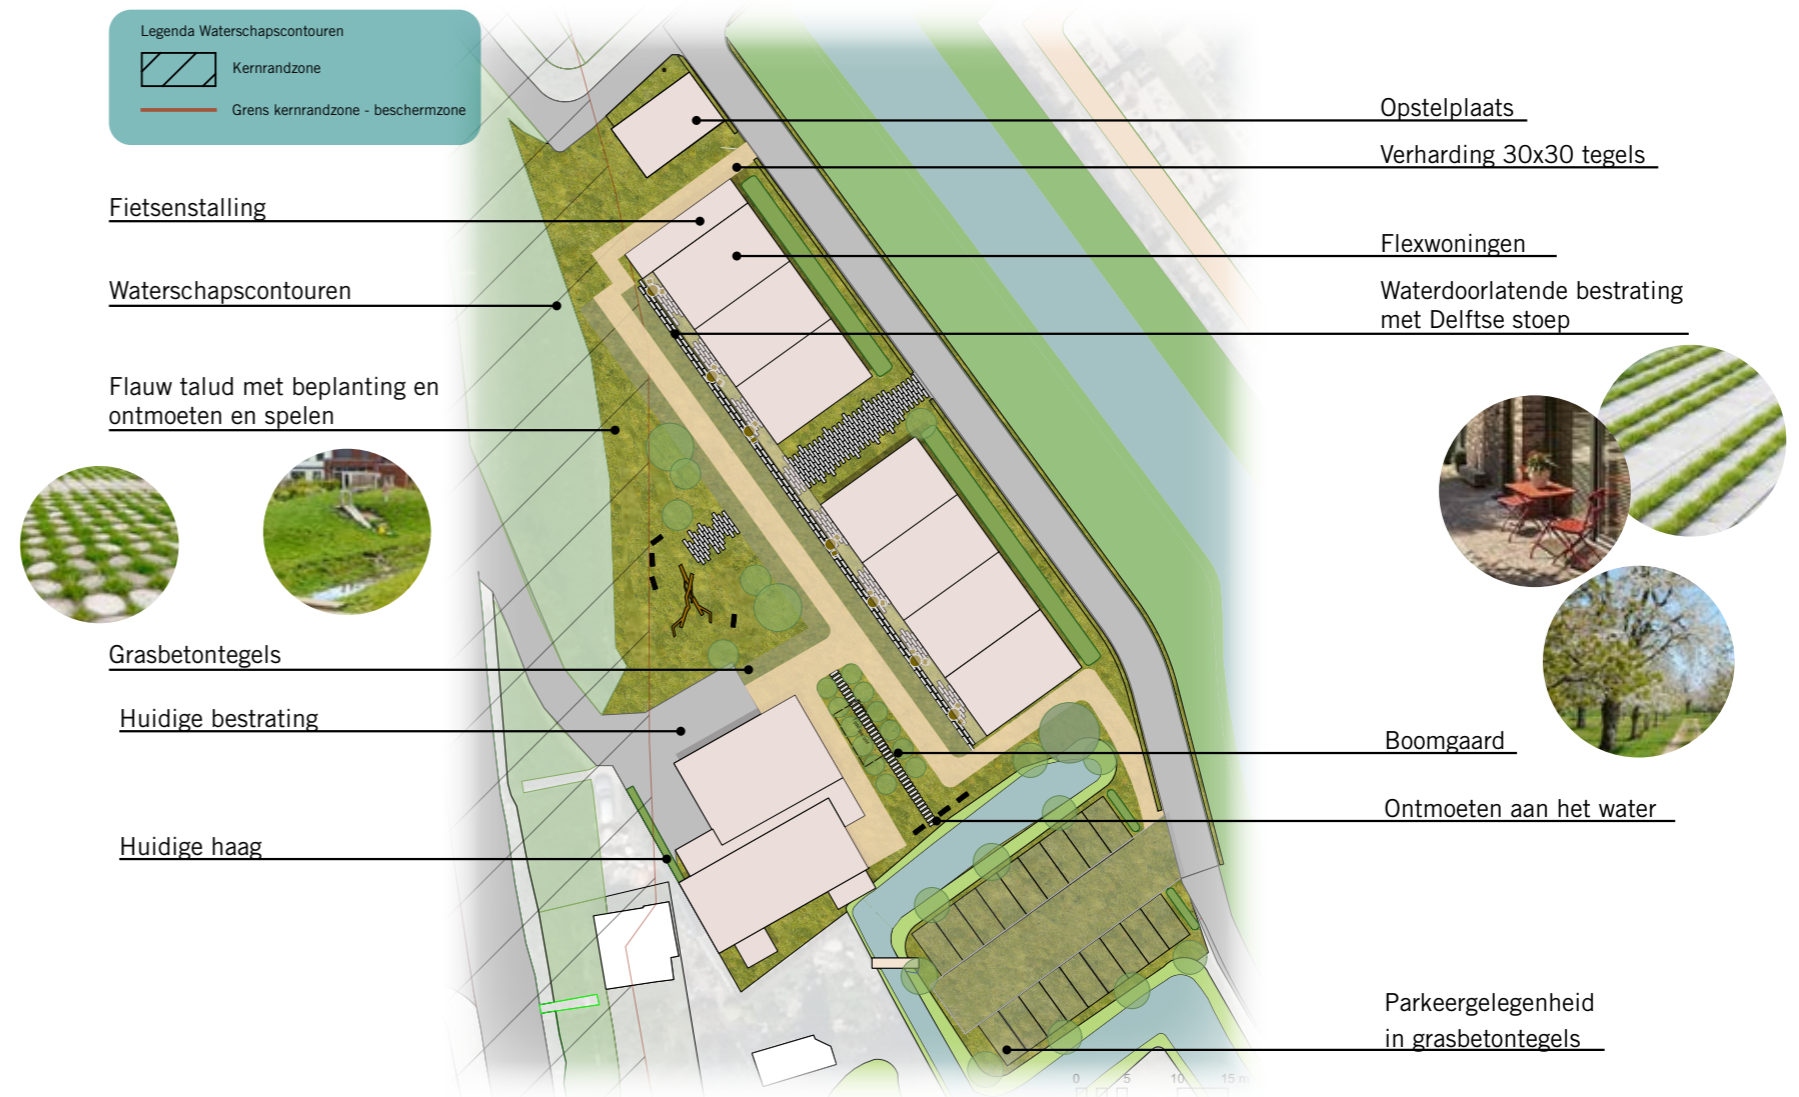 Legenda Waterschapscontouren
Kernrandzone
Grens kernrandzone - beschermzone
Fietsenstalling
Waterschapscontouren
Flauw talud met beplanting en
ontmoeten en spelen
Grasbetontegels
Huidige bestrating
Huidige haag
Opstelplaats
Verharding 30x30 tegels
Flexwoningen
Waterdoorlatende bestrating
met Delftse stoep
Boomgaard
Ontmoeten aan het water
Parkeergelegenheid
in grasbetontegels
0 5 10 15 m